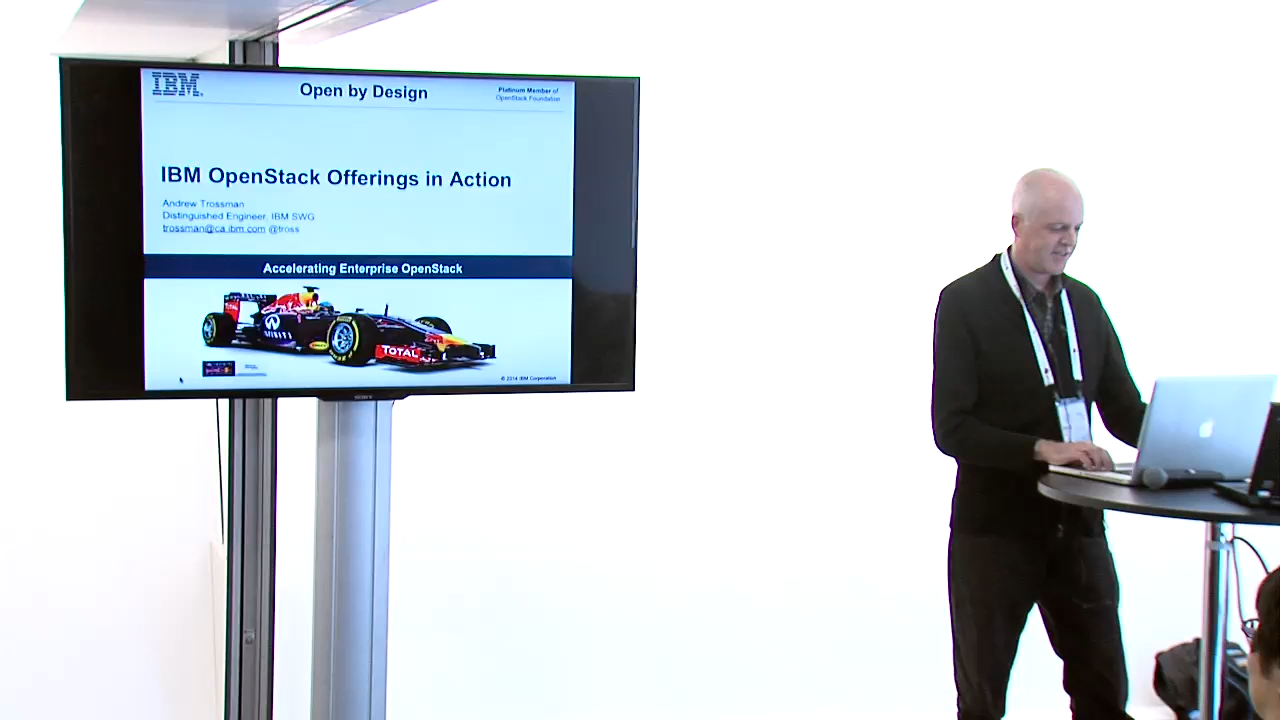 IBM
Open by Design
Platinum Member of
OpenStack Foundation
IBM OpenStack Offerings in Action
Andrew Trossman
Distinguished Engineer, IBM SWG
trossman@ca.ibm.com @tross
Accelerating Enterprise OpenStack
INFINITI
TOTAL
© 2014 IBM Corporation
SONY